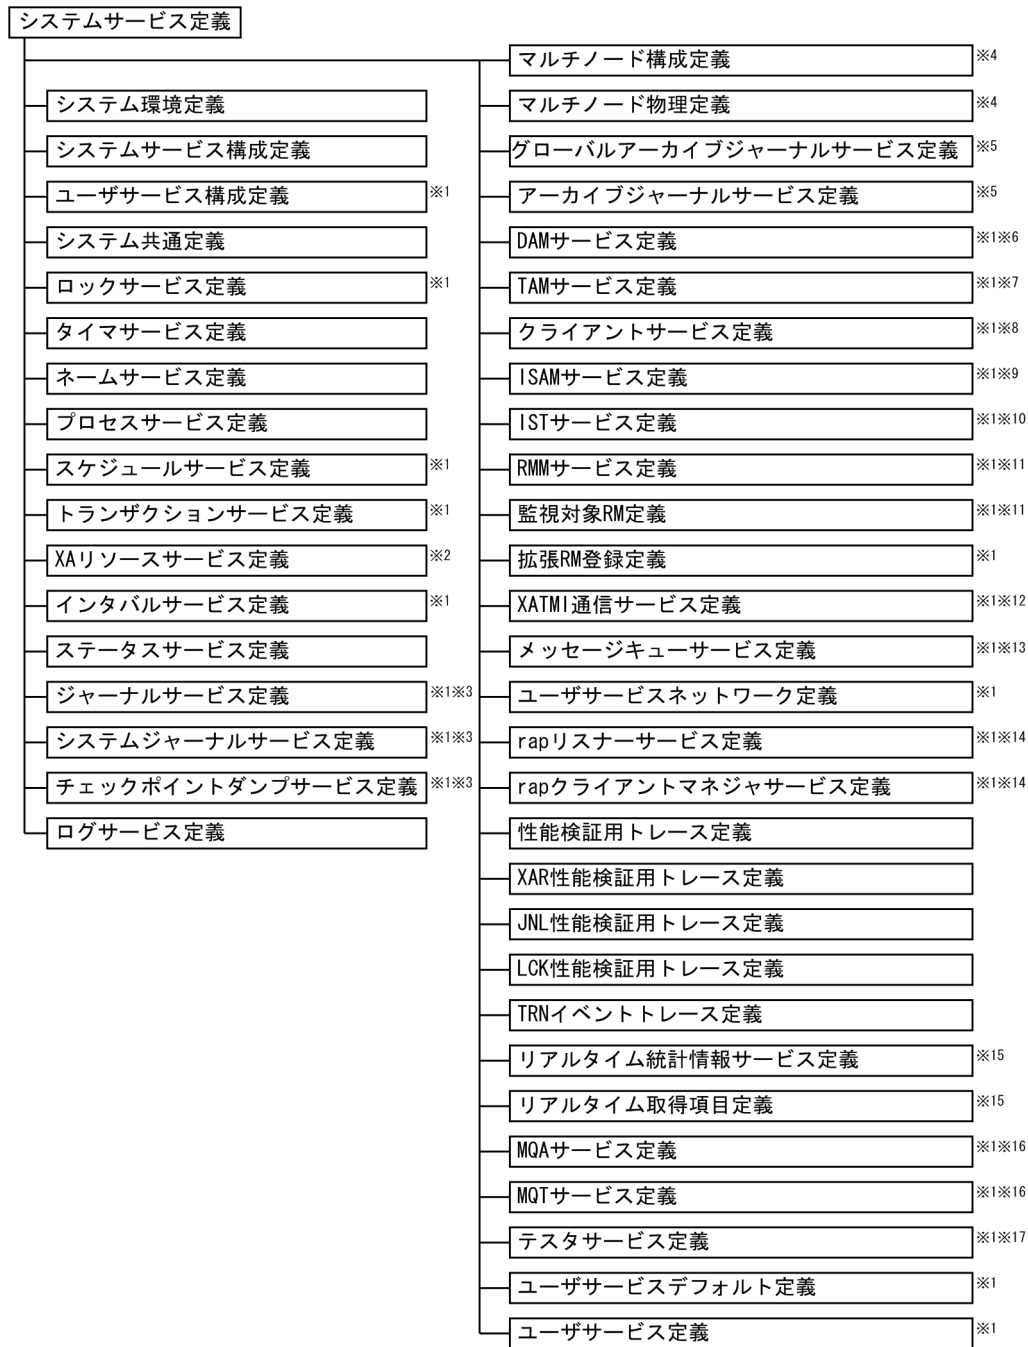 システムサービス定義
システム環境定義
システムサービス構成定義
ユーザサービス構成定義 ※1
システム共通定義
ロックサービス定義 ※1
タイマサービス定義
ネームサービス定義
プロセスサービス定義
スケジュールサービス定義 ※1
トランザクションサービス定義 ※1
XAリソースサービス定義 ※2
インタバルサービス定義 ※1
ステータスサービス定義
ジャーナルサービス定義 ※1※3
システムジャーナルサービス定義 ※1※3
チェックポイントダンプサービス定義 ※1※3
ログサービス定義
マルチノード構成定義 ※4
マルチノード物理定義 ※4
グローバルアーカイブジャーナルサービス定義 ※5
アーカイブジャーナルサービス定義 ※5
DAMサービス定義 ※1※6
TAMサービス定義 ※1※7
クライアントサービス定義 ※1※8
ISAMサービス定義 ※1※9
ISTサービス定義 ※1※10
RMMサービス定義 ※1※11
監視対象RM定義 ※1※11
拡張RM登録定義 ※1
XATMI通信サービス定義 ※1※12
メッセージキューサービス定義 ※1※13
ユーザサービスネットワーク定義 ※1
rapリスナーサービス定義 ※1※14
rapクライアントマネジャサービス定義 ※1※14
性能検証用トレース定義
XAR性能検証用トレース定義
JNL性能検証用トレース定義
LCK性能検証用トレース定義
TRNイベントトレース定義
リアルタイム統計情報サービス定義 ※15
リアルタイム取得項目定義 ※15
MQAサービス定義 ※1※16
MQTサービス定義 ※1※16
テスタサービス定義 ※1※17
ユーザサービスデフォルト定義 ※1
ユーザサービス定義 ※1